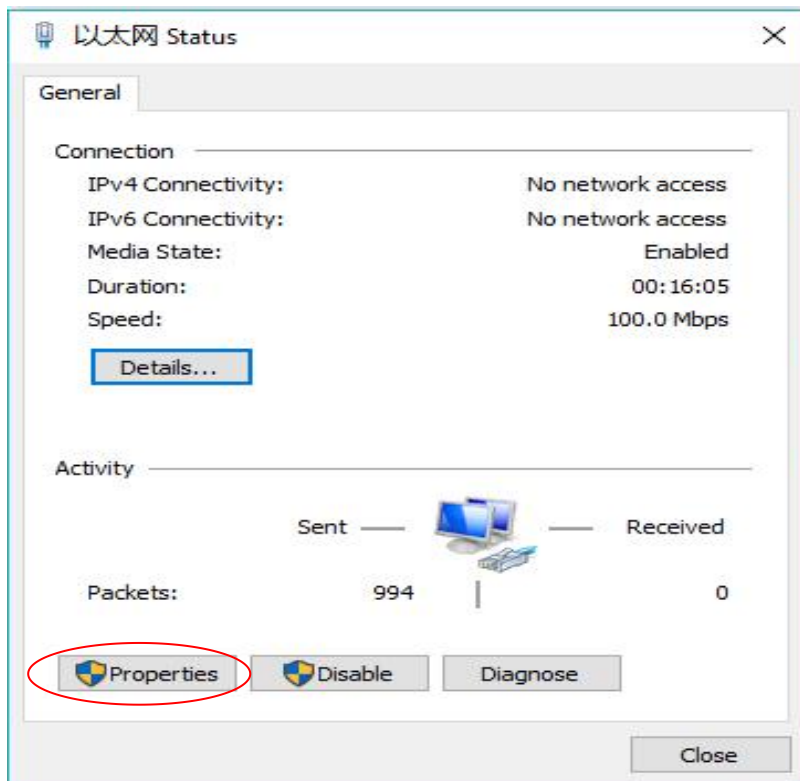 以太网 Status
General
Connection
IPv4 Connectivity: No network access
IPv6 Connectivity: No network access
Media State: Enabled
Duration: 00:16:05
Speed: 100.0 Mbps
Details...
Activity
Sent Received
Packets: 994 0
Properties Disable Diagnose
Close